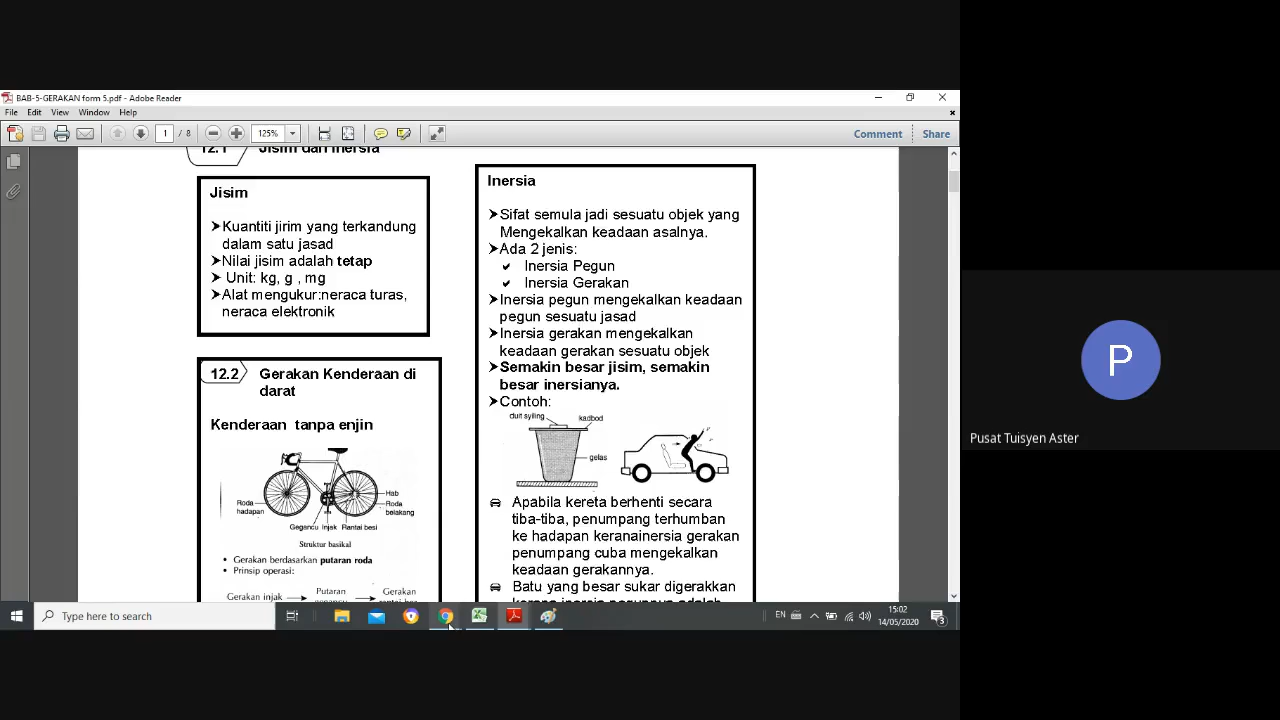 BAB-5-GERAKAN form 5.pdf - Adobe Reader
File Edit View Window Help
1 / 8 125% Comment Share
12.1 Jisim dan Inersia
Jisim
Kuantiti jirim yang terkandung
dalam satu jasad
Nilai jisim adalah tetap
Unit: kg, g , mg
Alat mengukur:neraca turas,
neraca elektronik
12.2 Gerakan Kenderaan di
darat
Kenderaan tanpa enjin
Roda
hadapan
Hab
Roda
belakang
Gegancu Injak Rantai besi
Struktur basikal
• Gerakan berdasarkan putaran roda
• Prinsip operasi:
Gerakan injak
Putaran
Gerakan
Inersia
Sifat semula jadi sesuatu objek yang
Mengekalkan keadaan asalnya.
Ada 2 jenis:
Inersia Pegun
Inersia Gerakan
Inersia pegun mengekalkan keadaan
pegun sesuatu jasad
Inersia gerakan mengekalkan
keadaan gerakan sesuatu objek
Semakin besar jisim, semakin
besar inersianya.
Contoh:
duit syiling
kadbod
gelas
Apabila kereta berhenti secara
tiba-tiba, penumpang terhumban
ke hadapan keranainersia gerakan
penumpang cuba mengekalkan
keadaan gerakannya.
Batu yang besar sukar digerakkan
kerana inersia pegunnya adalah
Type here to search
EN
15:02
14/05/2020
3
P
Pusat Tuisyen Aster